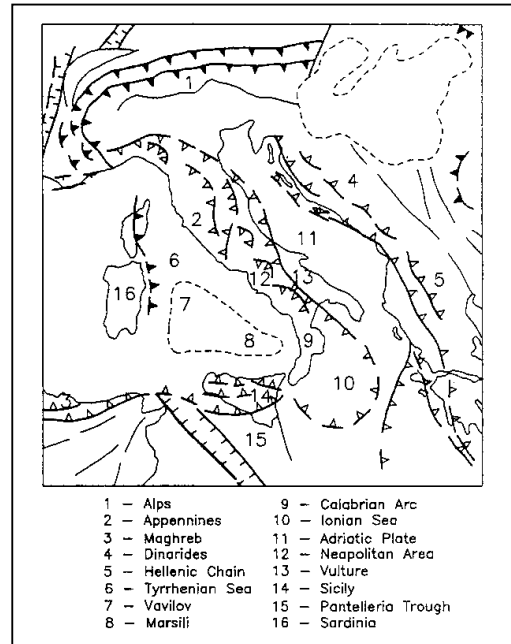 1
4
2
11
5
6
12
13
16
7
9
8
10
3
14
15
1 – Alps
2 – Appennines
3 – Maghreb
4 – Dinarides
5 – Hellenic Chain
6 – Tyrrhenian Sea
7 – Vavilov
8 – Marsili
9 – Calabrian Arc
10 – Ionian Sea
11 – Adriatic Plate
12 – Neapolitan Area
13 – Vulture
14 – Sicily
15 – Pantelleria Trough
16 – Sardinia